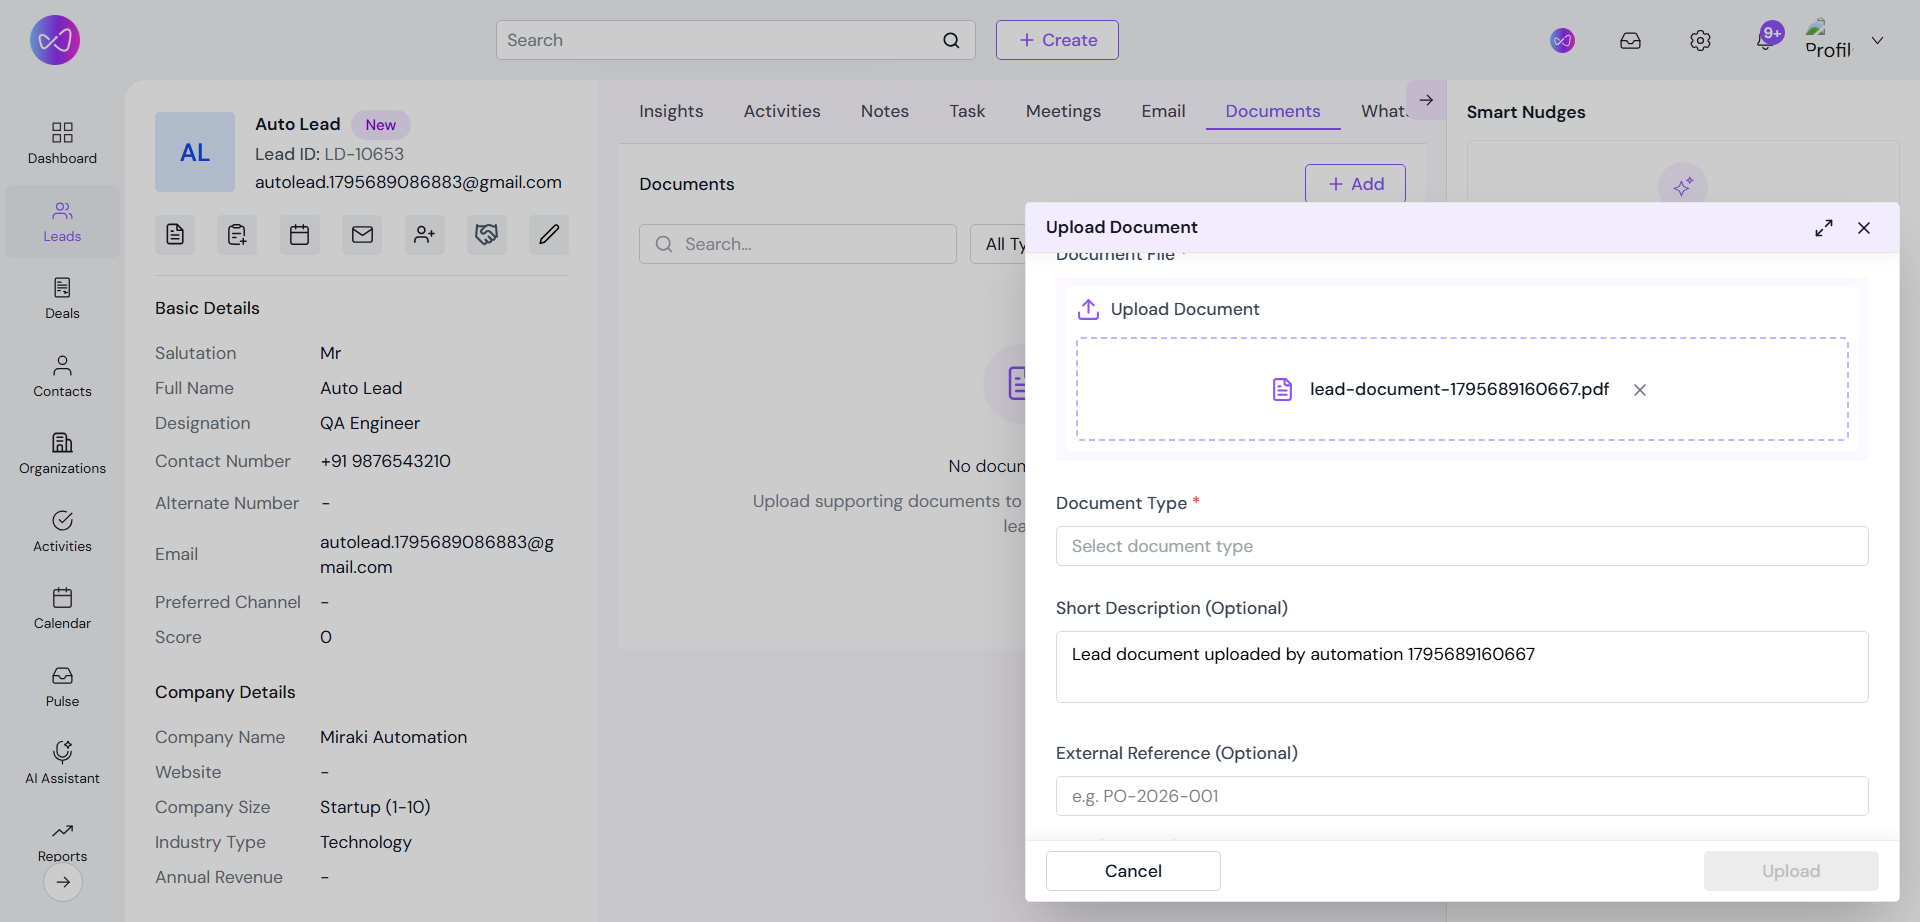 Search
+ Create
9+
Profil
Dashboard
Leads
Deals
Contacts
Organizations
Activities
Calendar
Pulse
AI Assistant
Reports
AL
Auto Lead
New
Lead ID: LD-10653
autolead.1795689086883@gmail.com
Basic Details
Salutation Mr
Full Name Auto Lead
Designation QA Engineer
Contact Number +91 9876543210
Alternate Number -
Email autolead.1795689086883@g
mail.com
Preferred Channel -
Score 0
Company Details
Company Name Miraki Automation
Website -
Company Size Startup (1-10)
Industry Type Technology
Annual Revenue -
Insights Activities Notes Task Meetings Email Documents What
Documents
+ Add
Search...
All Ty
No docum
Upload supporting documents to
lea
Smart Nudges
Upload Document
Document File
Upload Document
lead-document-1795689160667.pdf
Document Type *
Select document type
Short Description (Optional)
Lead document uploaded by automation 1795689160667
External Reference (Optional)
e.g. PO-2026-001
Cancel
Upload